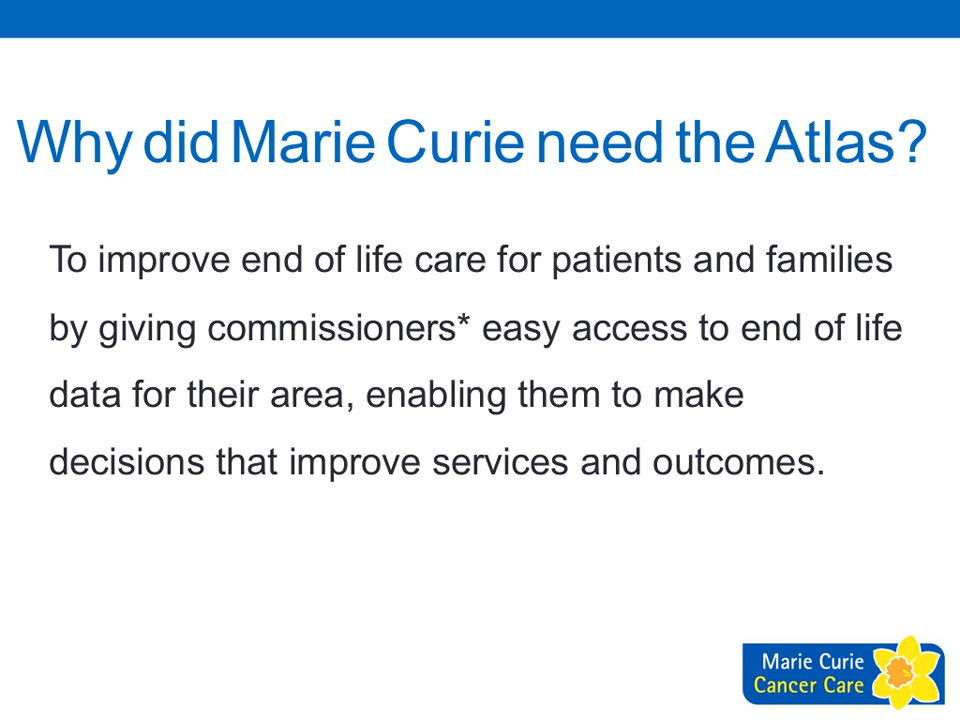 Why did Marie Curie need the Atlas?
To improve end of life care for patients and families
by giving commissioners* easy access to end of life
data for their area, enabling them to make
decisions that improve services and outcomes.
Marie Curie
Cancer Care